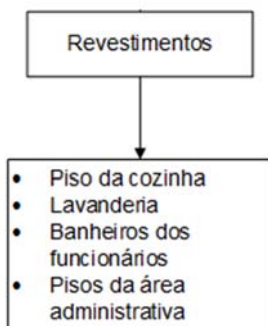 Revestimentos
• Piso da cozinha
• Lavanderia
• Banheiros dos
funcionários
• Pisos da área
administrativa